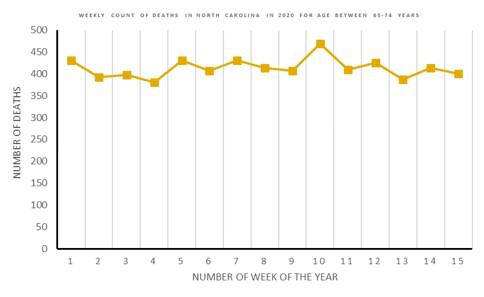 WEEKLY COUNT OF DEATHS IN NORTH CAROLINA IN 2020 FOR AGE BETWEEN 65-74 YEARS
500
450
400
350
300
250
200
150
100
50
0
NUMBER OF DEATHS
1 2 3 4 5 6 7 8 9 10 11 12 13 14 15
NUMBER OF WEEK OF THE YEAR